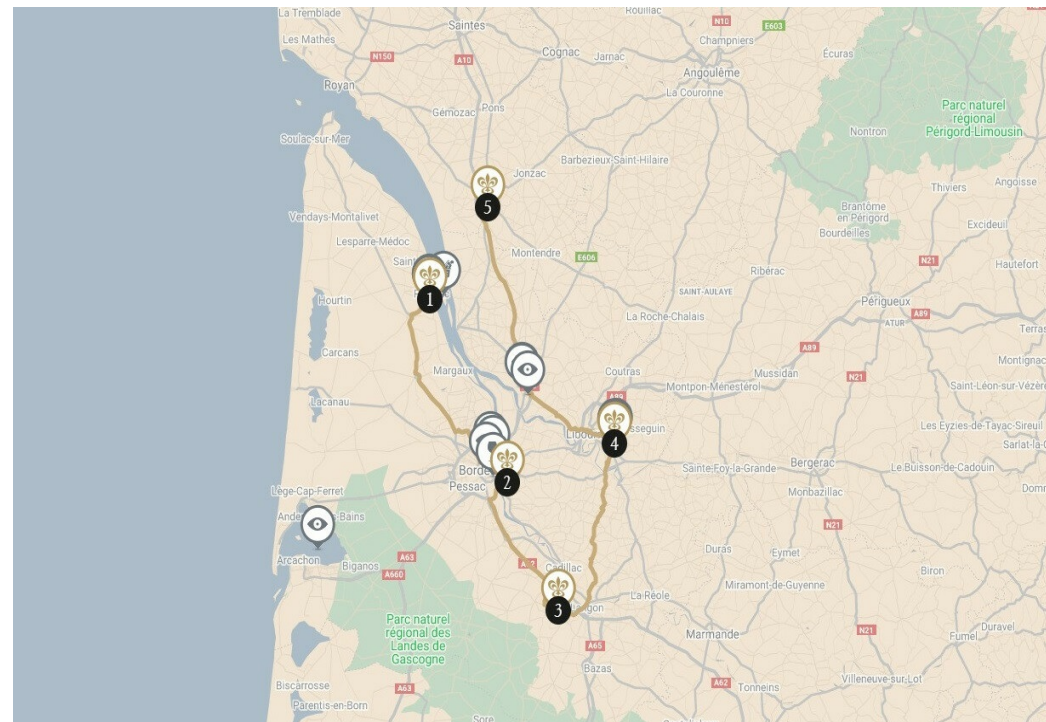 La Tremblade
Rouillac
N10
E603
Saintes
Champniers
Les Mathes
Cognac
Jarnac
Écuras
N150
A10
Angoulême
Royan
La Couronne
Gémozac
Pons
Parc naturel
régional
Périgord-Limousin
Nontron
Soulac-sur-Mer
Barbezieux-Saint-Hilaire
Jonzac
Angoisse
Thiviers
5
Brantôme
en Périgord
Vendays-Montalivet
Excideuil
Bourdeilles
Lesparre-Médoc
Montendre
E606
N21
Hautefort
Ribérac
SAINT-AULAYE
1
Hourtin
Périgueux
La Roche-Chalais
A89
ATUR
A89
Carcans
A89
Montignac
Margaux
Coutras
Mussidan
N21
Montpon-Ménestérol
Saint-Léon-sur-Vézère
A89
Lacanau
Les Eyzies-de-Tayac-Sireuil
4
Sainte-Foy-la-Grande
Bergerac
Le Buisson-de-Cadouin
2
Pessac
Lège-Cap-Ferret
Monbazillac
N21
Arcachon
A63
Biganos
A660
Duras
Eymet
Cadillac
Biron
Miramont-de-Guyenne
3
La Réole
Parc naturel
régional des
Landes de
Gascogne
Marmande
N21
Duravel
Fumel
A65
Bazas
A63
Biscarrosse
A62
Tonneins
Villeneuve-sur-Lot
Parentis-en-Born
Sore